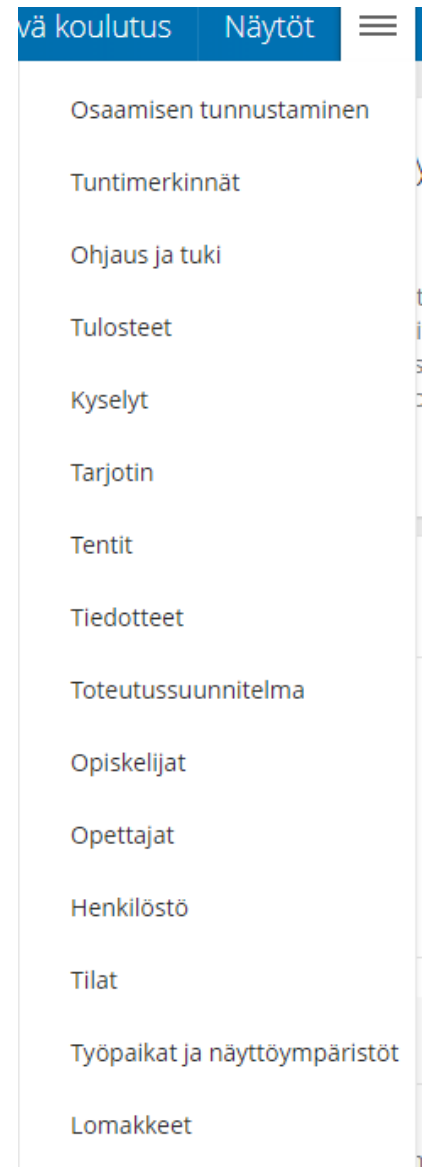 vä koulutus Näytöt
Osaamisen tunnustaminen
Tuntimerkinnät
Ohjaus ja tuki
Tulosteet
Kyselyt
Tarjotin
Tentit
Tiedotteet
Toteutussuunnitelma
Opiskelijat
Opettajat
Henkilöstö
Tilat
Työpaikat ja näyttöympäristöt
Lomakkeet